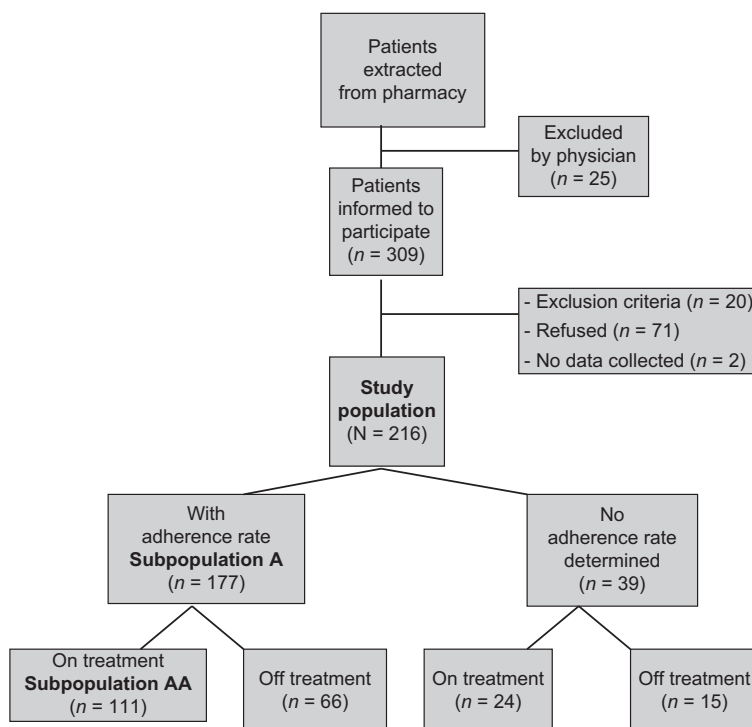 Patients
extracted
from pharmacy
Excluded
by physician
(n = 25)
Patients
informed to
participate
(n = 309)
- Exclusion criteria (n = 20)
- Refused (n = 71)
- No data collected (n = 2)
Study
population
(N = 216)
With
adherence rate
Subpopulation A
(n = 177)
No
adherence rate
determined
(n = 39)
On treatment
Subpopulation AA
(n = 111)
Off treatment
(n = 66)
On treatment
(n = 24)
Off treatment
(n = 15)